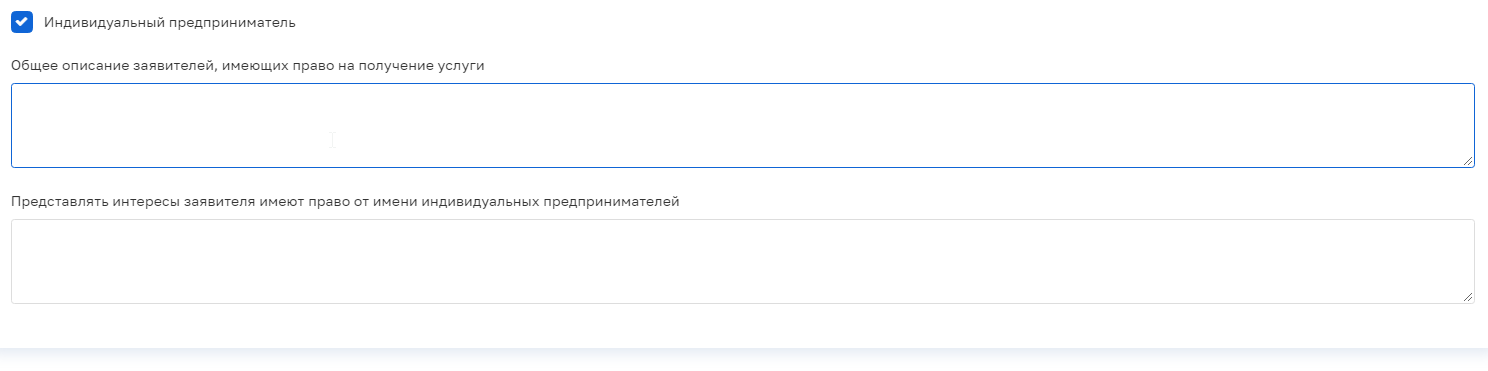 Индивидуальный предприниматель
Общее описание заявителей, имеющих право на получение услуги
Представлять интересы заявителя имеют право от имени индивидуальных предпринимателей